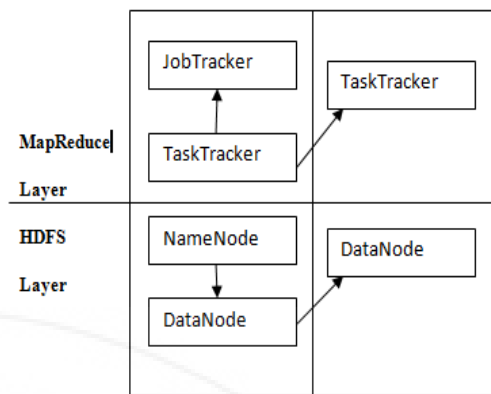 JobTracker
TaskTracker
MapReduce
TaskTracker
Layer
HDFS
NameNode
DataNode
Layer
DataNode